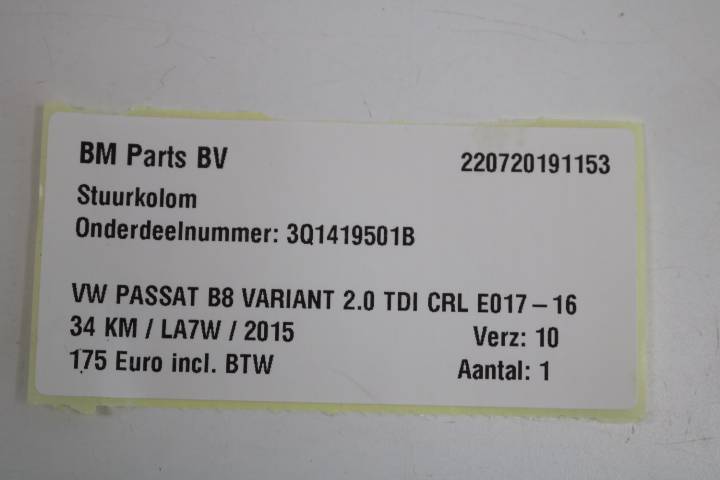 BM Parts BV 220720191153
Stuurkolom
Onderdeelnummer: 3Q1419501B
VW PASSAT B8 VARIANT 2.0 TDI CRL E017-16
34 KM / LA7W / 2015 Verz: 10
175 Euro incl. BTW Aantal: 1